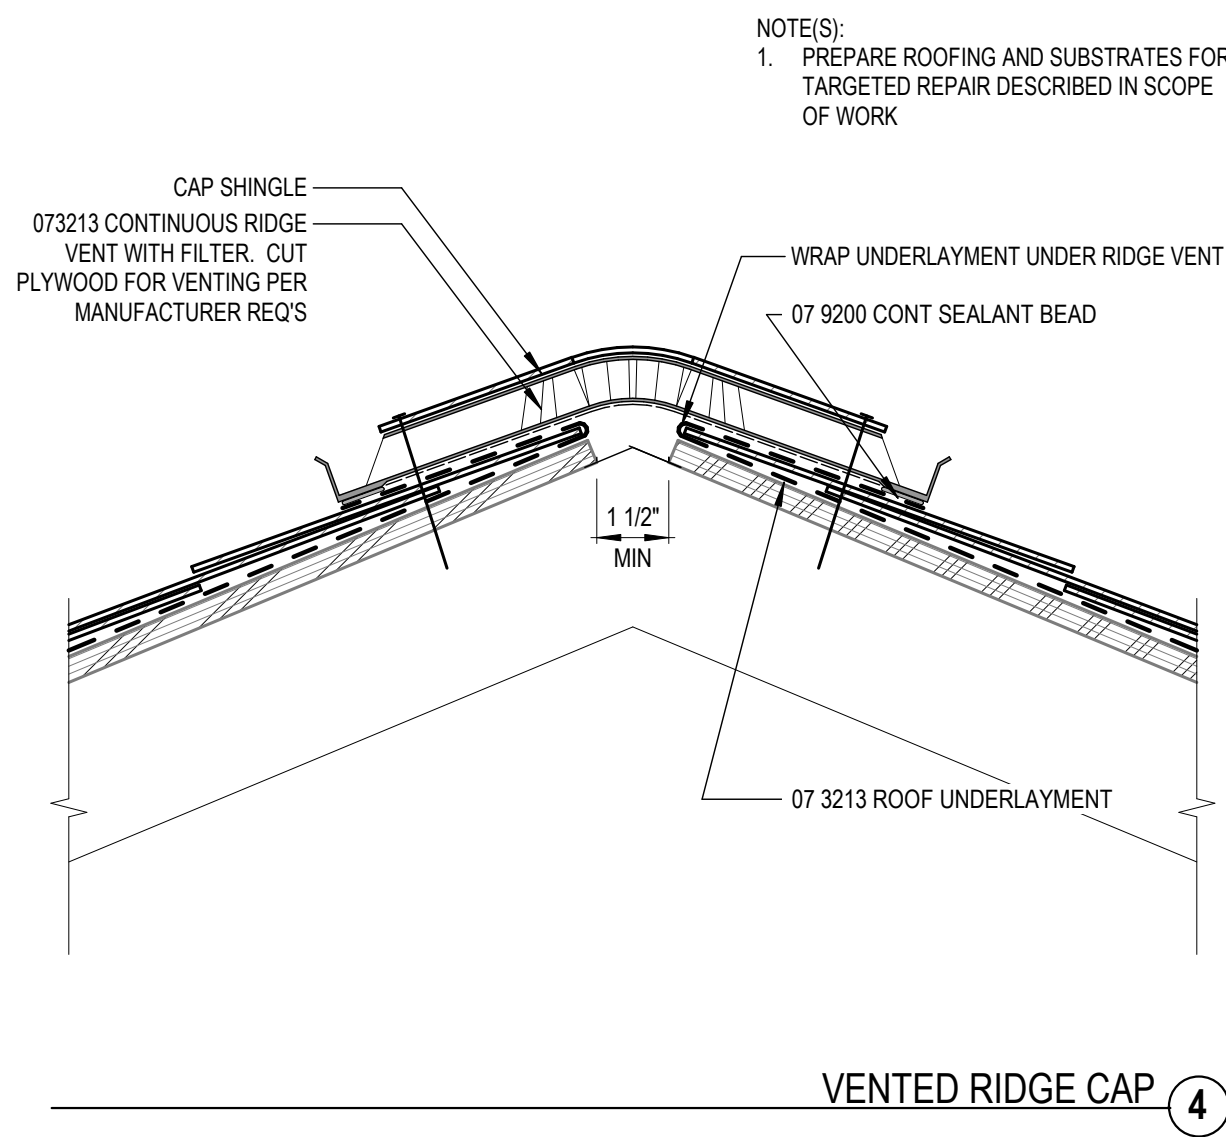 NOTE(S):
1. PREPARE ROOFING AND SUBSTRATES FOR
TARGETED REPAIR DESCRIBED IN SCOPE
OF WORK
CAP SHINGLE
073213 CONTINUOUS RIDGE
VENT WITH FILTER. CUT
PLYWOOD FOR VENTING PER
MANUFACTURER REQ'S
WRAP UNDERLAYMENT UNDER RIDGE VENT
07 9200 CONT SEALANT BEAD
1 1/2"
MIN
07 3213 ROOF UNDERLAYMENT
VENTED RIDGE CAP
4